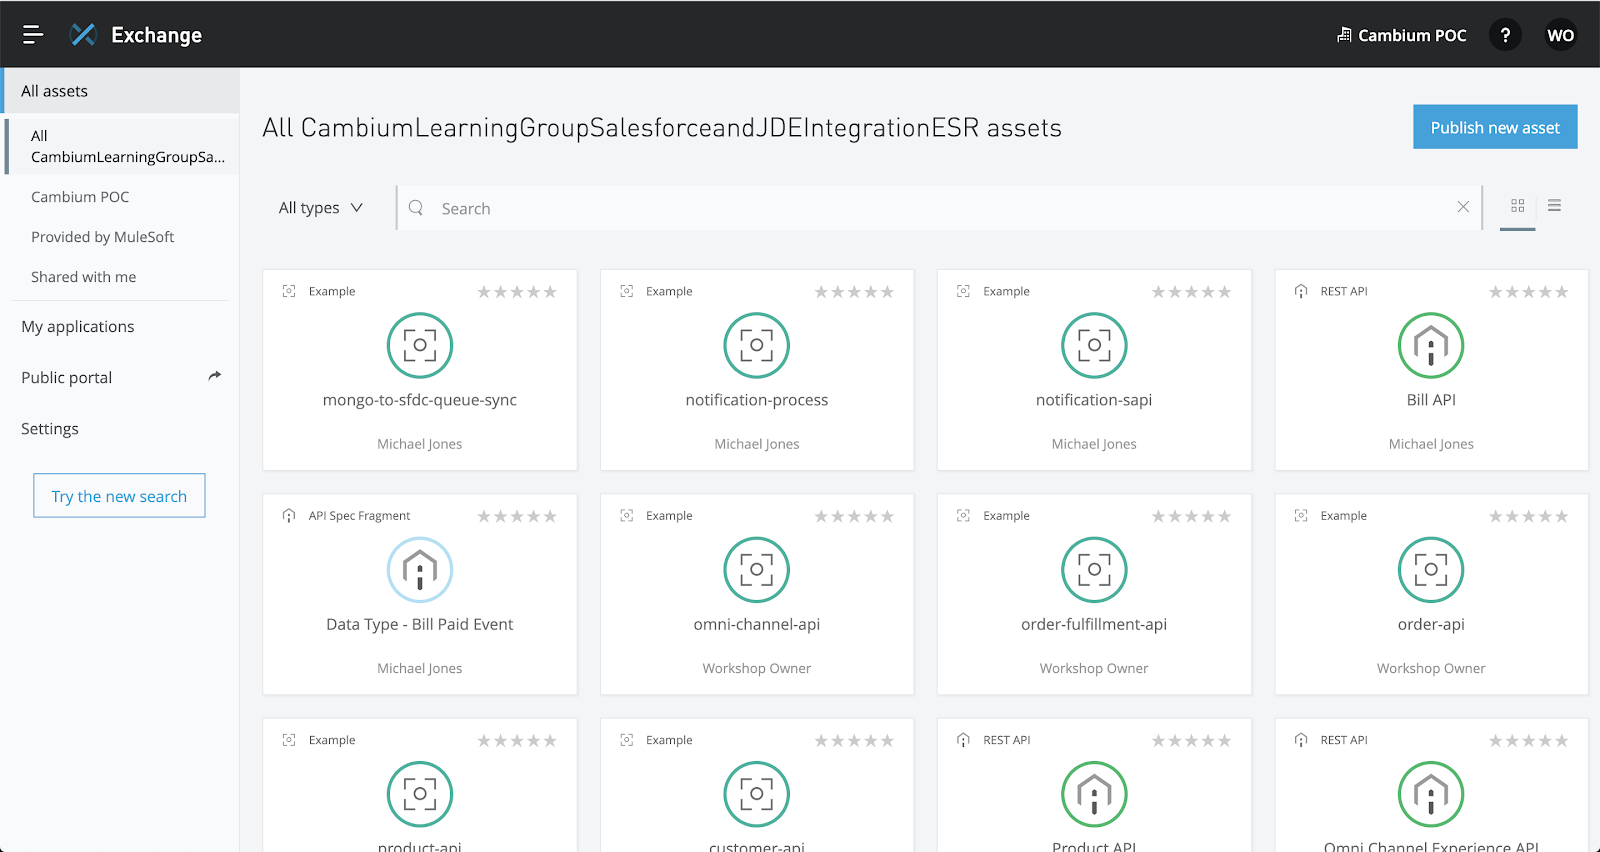 Exchange
Cambium POC
?
WO
All assets
All
CambiumLearningGroupSa...
Cambium POC
Provided by MuleSoft
Shared with me
My applications
Public portal
Settings
Try the new search
All CambiumLearningGroupSalesforceandJDEIntegrationESR assets
Publish new asset
All types
Search
Example
mongo-to-sfdc-queue-sync
Michael Jones
Example
notification-process
Michael Jones
Example
notification-sapi
Michael Jones
REST API
Bill API
Michael Jones
API Spec Fragment
Data Type - Bill Paid Event
Michael Jones
Example
omni-channel-api
Workshop Owner
Example
order-fulfillment-api
Workshop Owner
Example
order-api
Workshop Owner
Example
product-api
Example
customer-api
REST API
Product API
REST API
Omni Channel Experience API